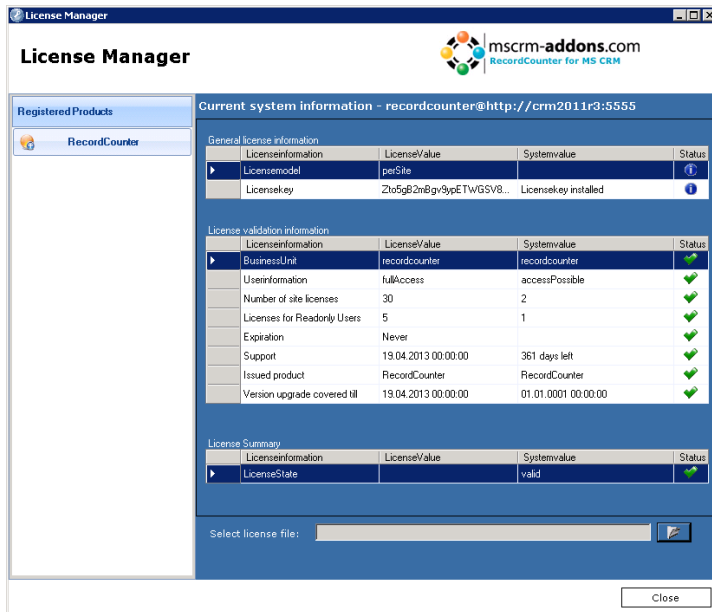 License Manager
License Manager
mscrm-addons.com
RecordCounter for MS CRM
Registered Products
RecordCounter
Current system information - recordcounter@http://crm2011r3:5555
General license information
Licenseinformation LicenseValue Systemvalue Status
Licensemodel perSite
Licensekey Zto5gB2mBgv9ypETWGSV8... Licensekey installed
License validation information
Licenseinformation LicenseValue Systemvalue Status
BusinessUnit recordcounter recordcounter
Userinformation fullAccess accessPossible
Number of site licenses 30 2
Licenses for Readonly Users 5 1
Expiration Never
Support 19.04.2013 00:00:00 361 days left
Issued product RecordCounter RecordCounter
Version upgrade covered till 19.04.2013 00:00:00 01.01.0001 00:00:00
License Summary
Licenseinformation LicenseValue Systemvalue Status
LicenseState valid
Select license file:
Close